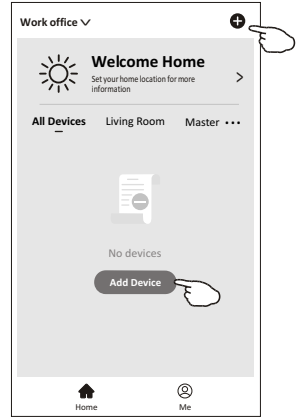 Work office
Welcome Home
Set your home location for more
information
All Devices Living Room Master
No devices
Add Device
Home Me